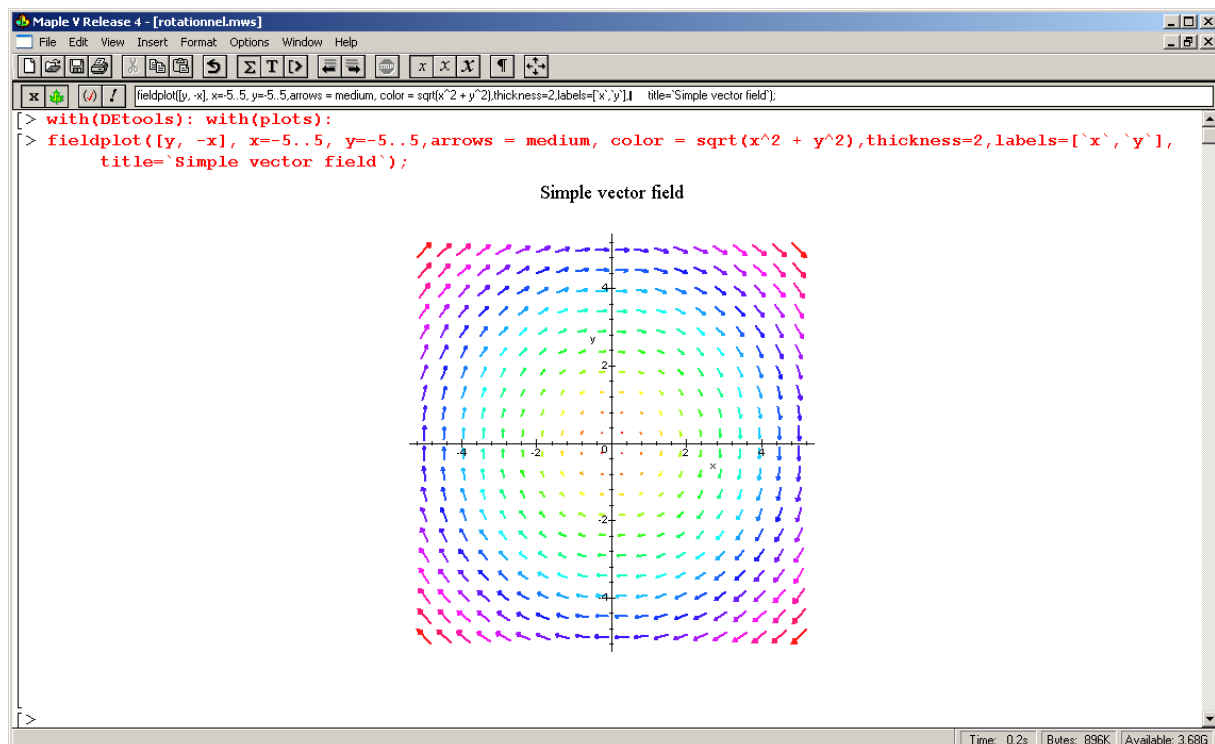 Maple V Release 4 - [rotationnel.mws]
File Edit View Insert Format Options Window Help
Σ T [>
STOP
x x x ¶
x (√) !
fieldplot([y, -x], x=-5..5, y=-5..5,arrows = medium, color = sqrt(x^2 + y^2),thickness=2,labels=[`x`,`y`], title=`Simple vector field`);
[> with(DEtools): with(plots):
[> fieldplot([y, -x], x=-5..5, y=-5..5,arrows = medium, color = sqrt(x^2 + y^2),thickness=2,labels=[`x`,`y`],
title=`Simple vector field`);
Simple vector field
4
y
2
-4 -2 0 2 4
x
-2
-4
[>
Time: 0.2s Bytes: 896K Available: 3.68G